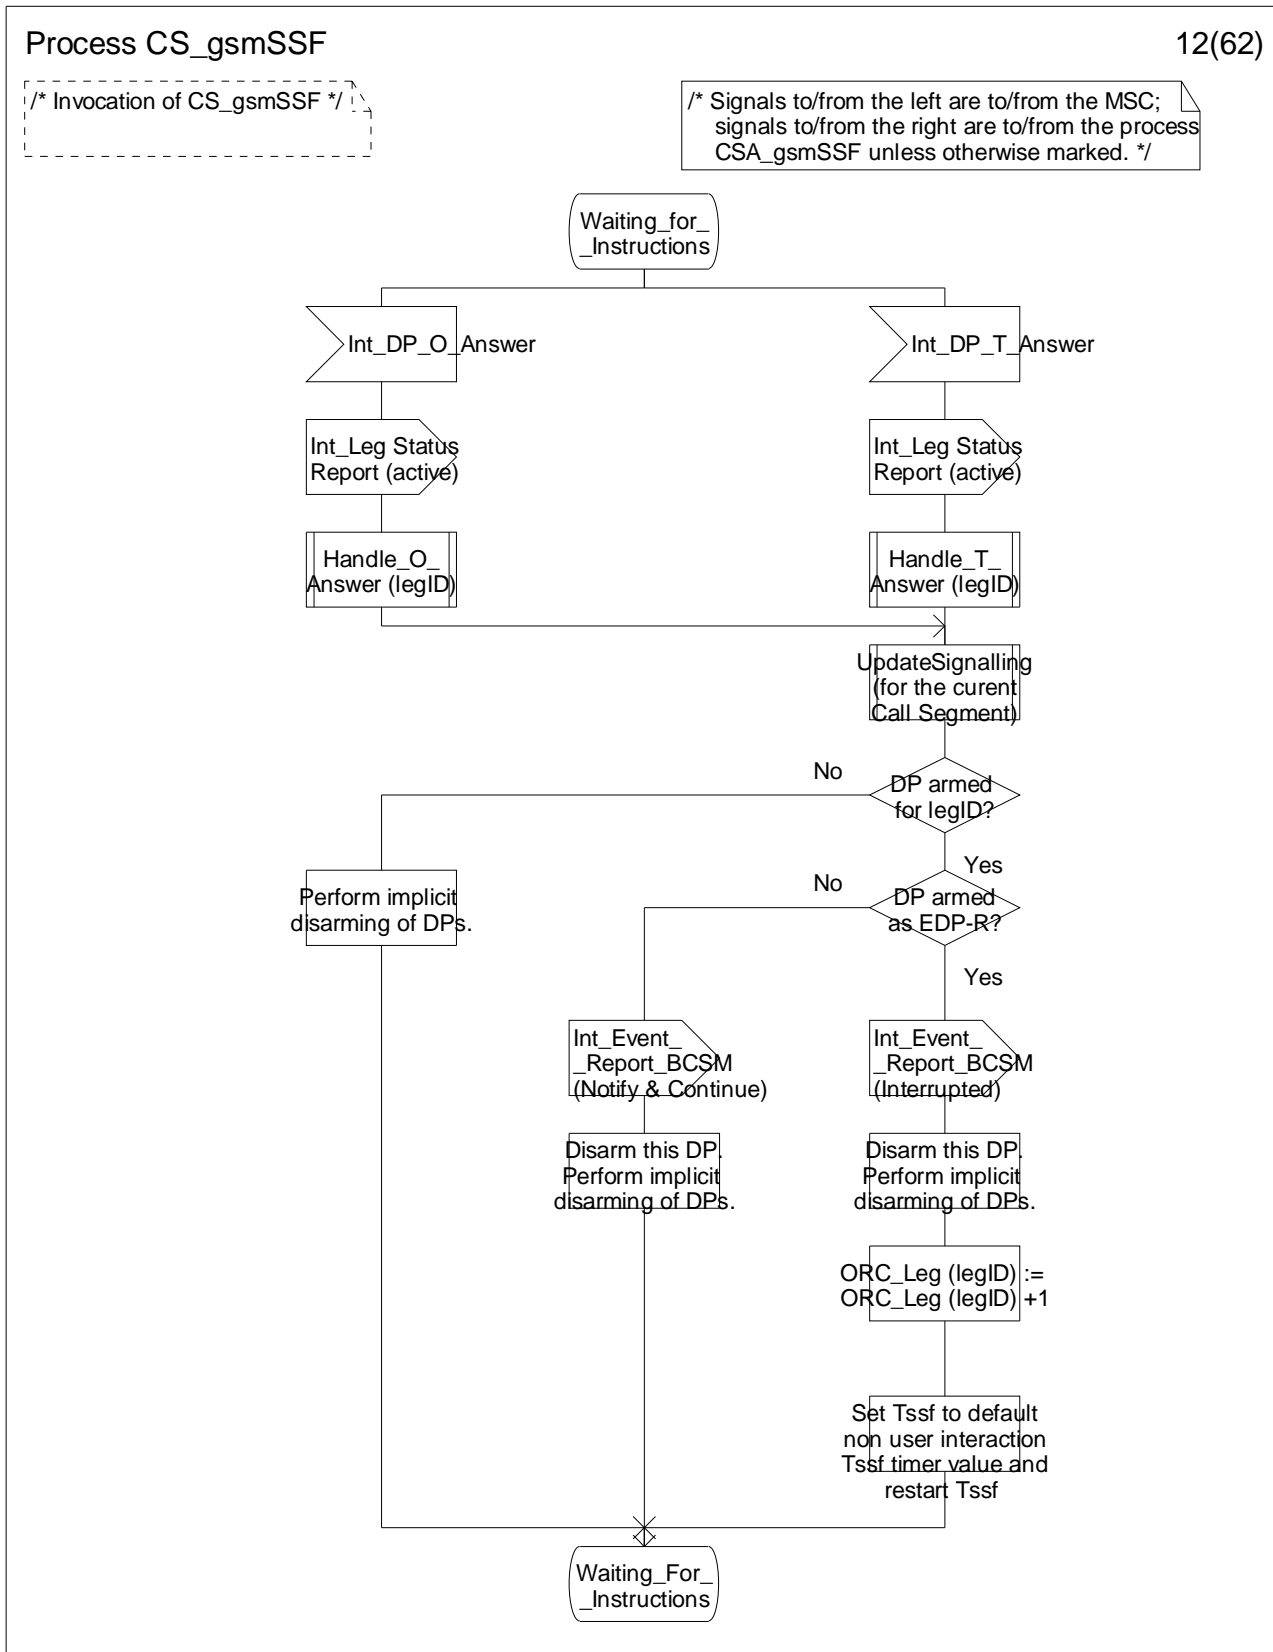 Process CS_gsmSSF
12(62)
/* Invocation of CS_gsmSSF */
/* Signals to/from the left are to/from the MSC;
signals to/from the right are to/from the process
CSA_gsmSSF unless otherwise marked. */
Waiting_for_
_Instructions
Int_DP_O_Answer
Int_DP_T_Answer
Int_Leg Status
Report (active)
Int_Leg Status
Report (active)
Handle_O_
Answer (legID)
Handle_T_
Answer (legID)
UpdateSignalling
(for the curent
Call Segment)
No
DP armed
for legID?
Yes
Perform implicit
disarming of DPs.
No
DP armed
as EDP-R?
Yes
Int_Event_
_Report_BCSM
(Notify & Continue)
Int_Event_
_Report_BCSM
(Interrupted)
Disarm this DP.
Perform implicit
disarming of DPs.
Disarm this DP.
Perform implicit
disarming of DPs.
ORC_Leg (legID) :=
ORC_Leg (legID) +1
Set Tssf to default
non user interaction
Tssf timer value and
restart Tssf
Waiting_For_
_Instructions